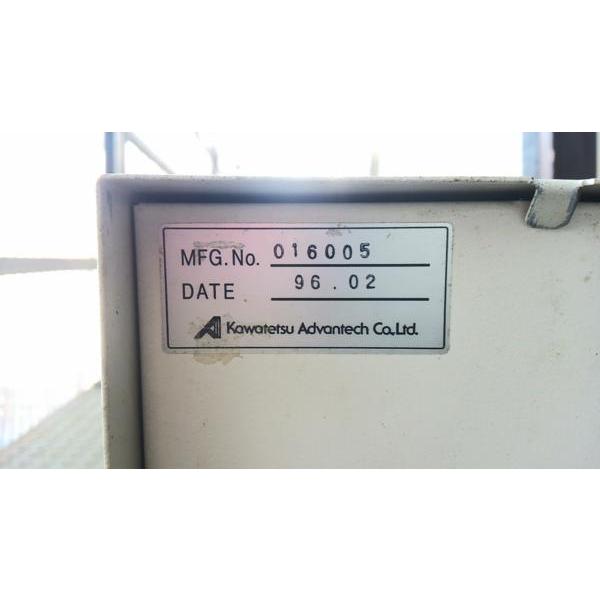 MFG.No. 016005
DATE 96.02
Kawatetsu Advantech Co.,Ltd.